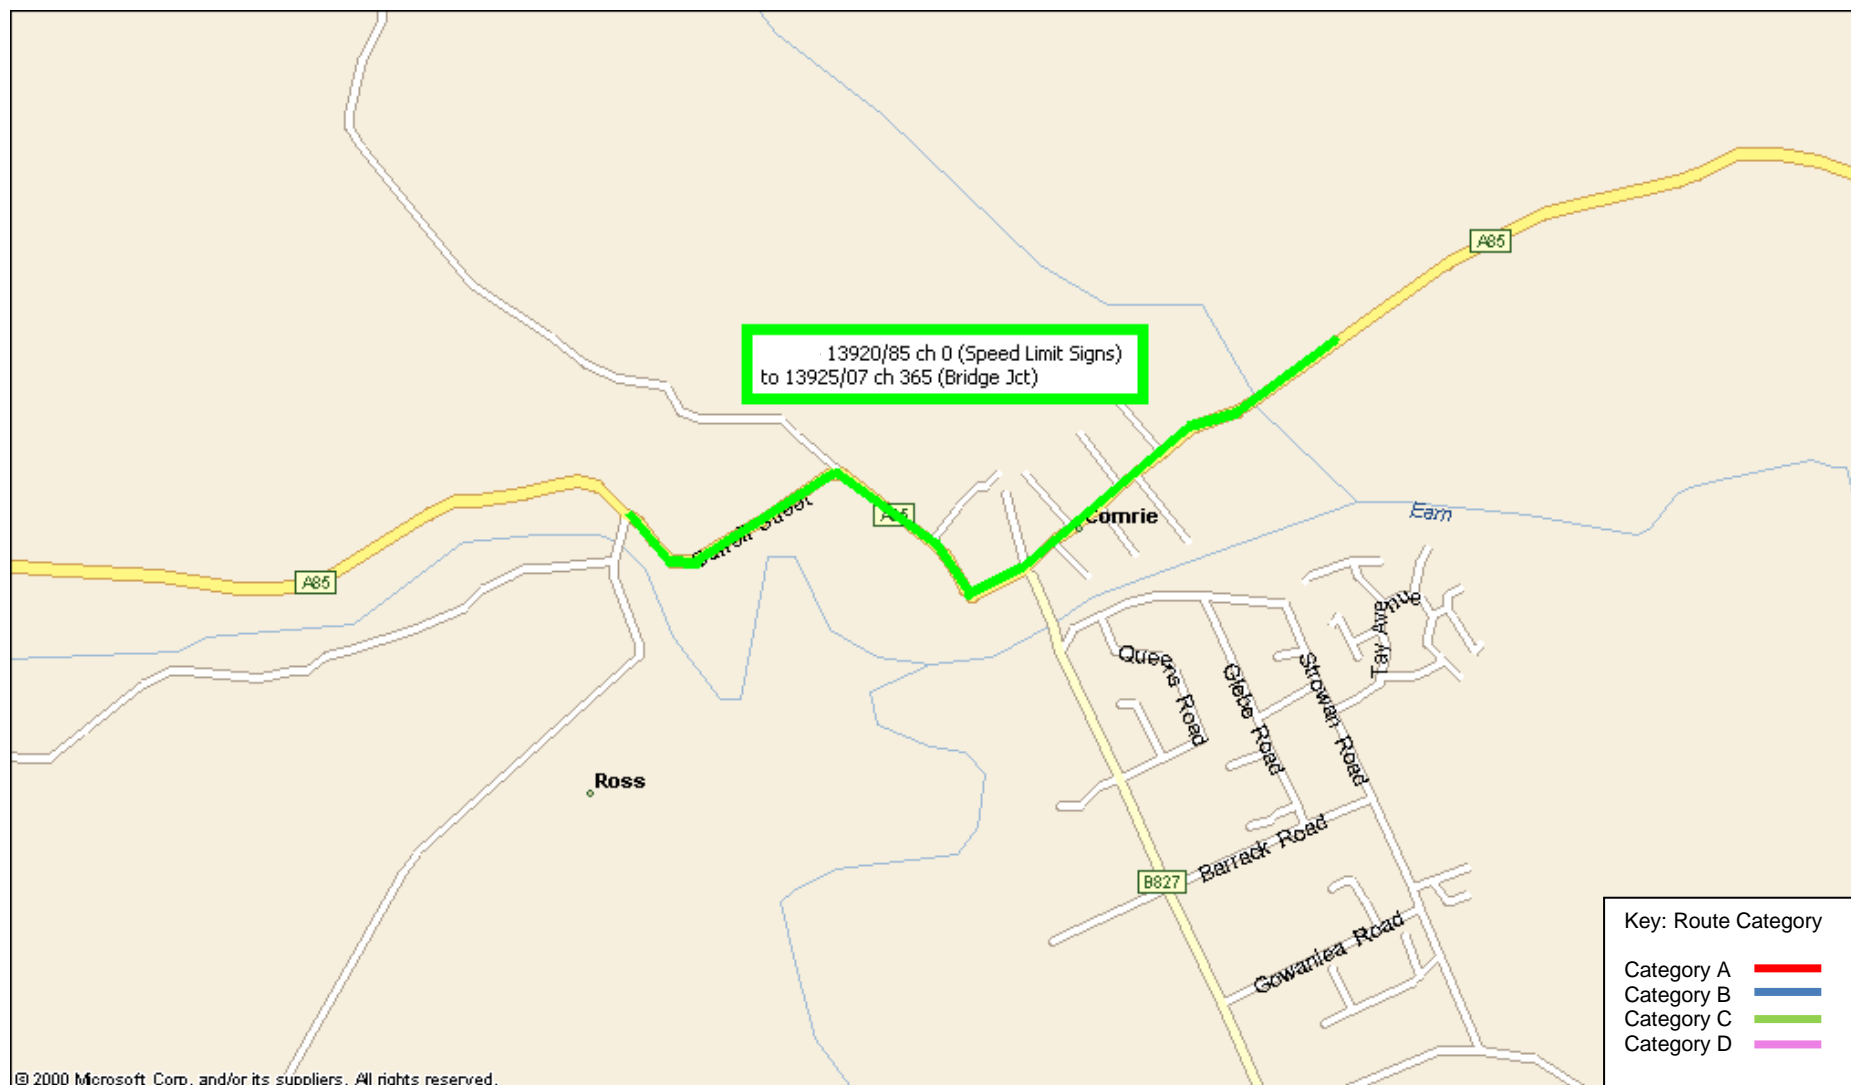 A85
13920/85 ch 0 (Speed Limit Signs)
to 13925/07 ch 365 (Bridge Jct)
Earn
Comrie
A85
Street
A85
Tay Avenue
Queens Road
Glebe Road
Strowan Road
Ross
Barrack Road
B827
Gowanlea Road
Key: Route Category
Category A
Category B
Category C
Category D
© 2000 Microsoft Corp. and/or its suppliers. All rights reserved.